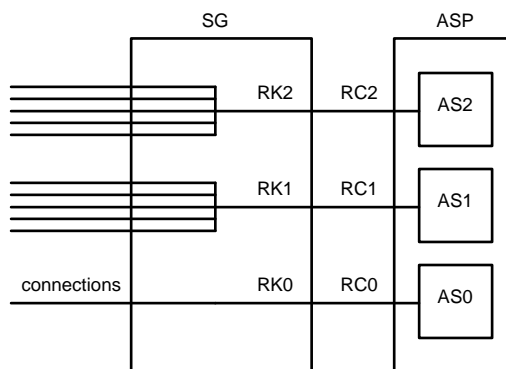 SG ASP
RK2 RC2 AS2
RK1 RC1 AS1
connections RK0 RC0 AS0